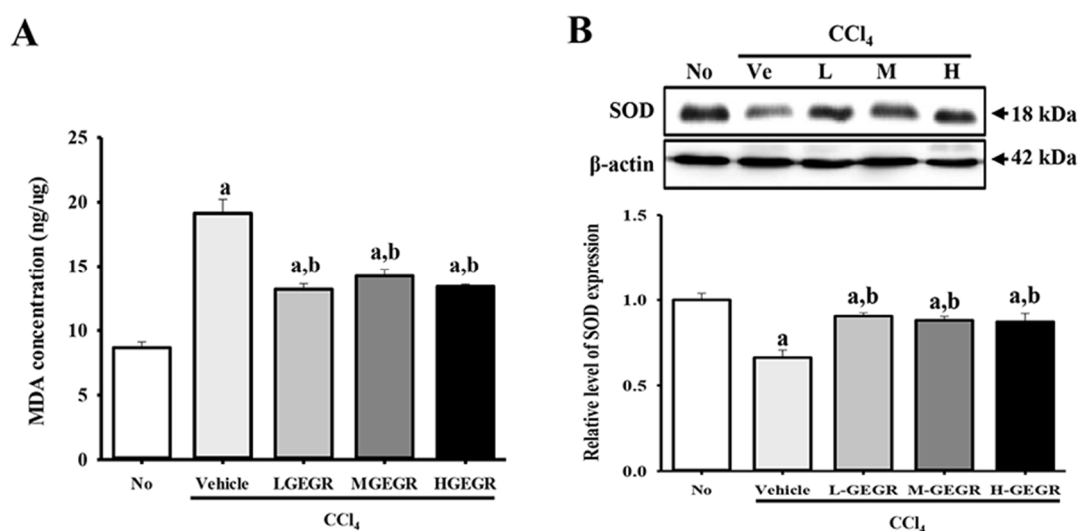 A
MDA concentration (ng/ug)
25
20
15
10
5
0
a
a,b
a,b
a,b
No
Vehicle
LGEGR
MGEGR
HGEGR
CCl₄
B
CCl₄
No Ve L M H
SOD
18 kDa
β-actin
42 kDa
Relative level of SOD expression
1.5
1.0
0.5
0.0
a
a,b
a,b
a,b
No
Vehicle
L-GEGR
M-GEGR
H-GEGR
CCl₄